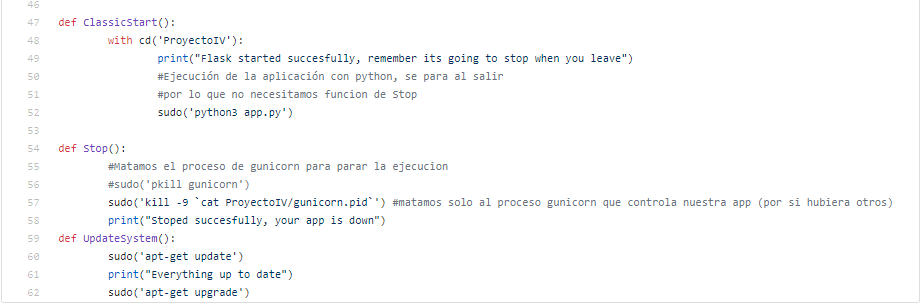 46
47 def ClassicStart():
48 with cd('ProyectoIV'):
49 print("Flask started succesfully, remember its going to stop when you leave")
50 #Ejecución de la aplicación con python, se para al salir
51 #por lo que no necesitamos funcion de Stop
52 sudo('python3 app.py')
53
54 def Stop():
55 #Matamos el proceso de gunicorn para parar la ejecucion
56 #sudo('pkill gunicorn')
57 sudo('kill -9 `cat ProyectoIV/gunicorn.pid`') #matamos solo al proceso gunicorn que controla nuestra app (por si hubiera otros)
58 print("Stoped succesfully, your app is down")
59 def UpdateSystem():
60 sudo('apt-get update')
61 print("Everything up to date")
62 sudo('apt-get upgrade')